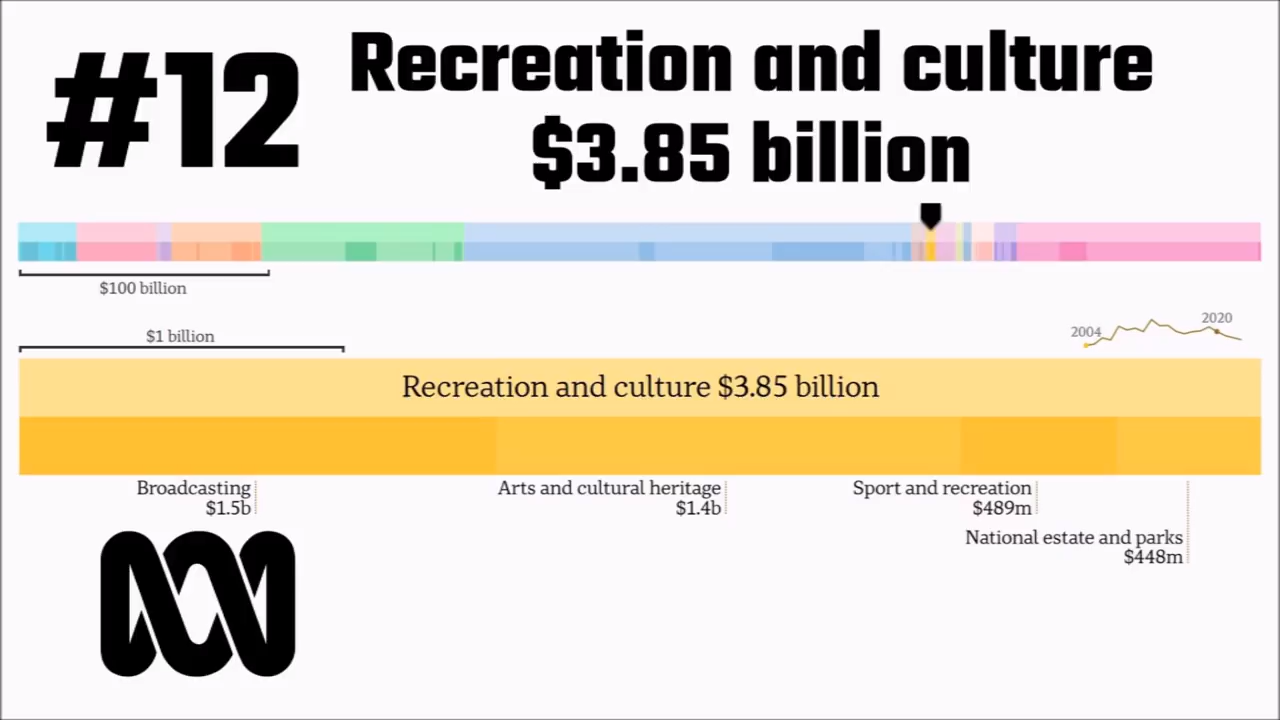 #12
Recreation and culture
$3.85 billion
$100 billion
$1 billion
2004
2020
Recreation and culture $3.85 billion
Broadcasting
$1.5b
Arts and cultural heritage
$1.4b
Sport and recreation
$489m
National estate and parks
$448m